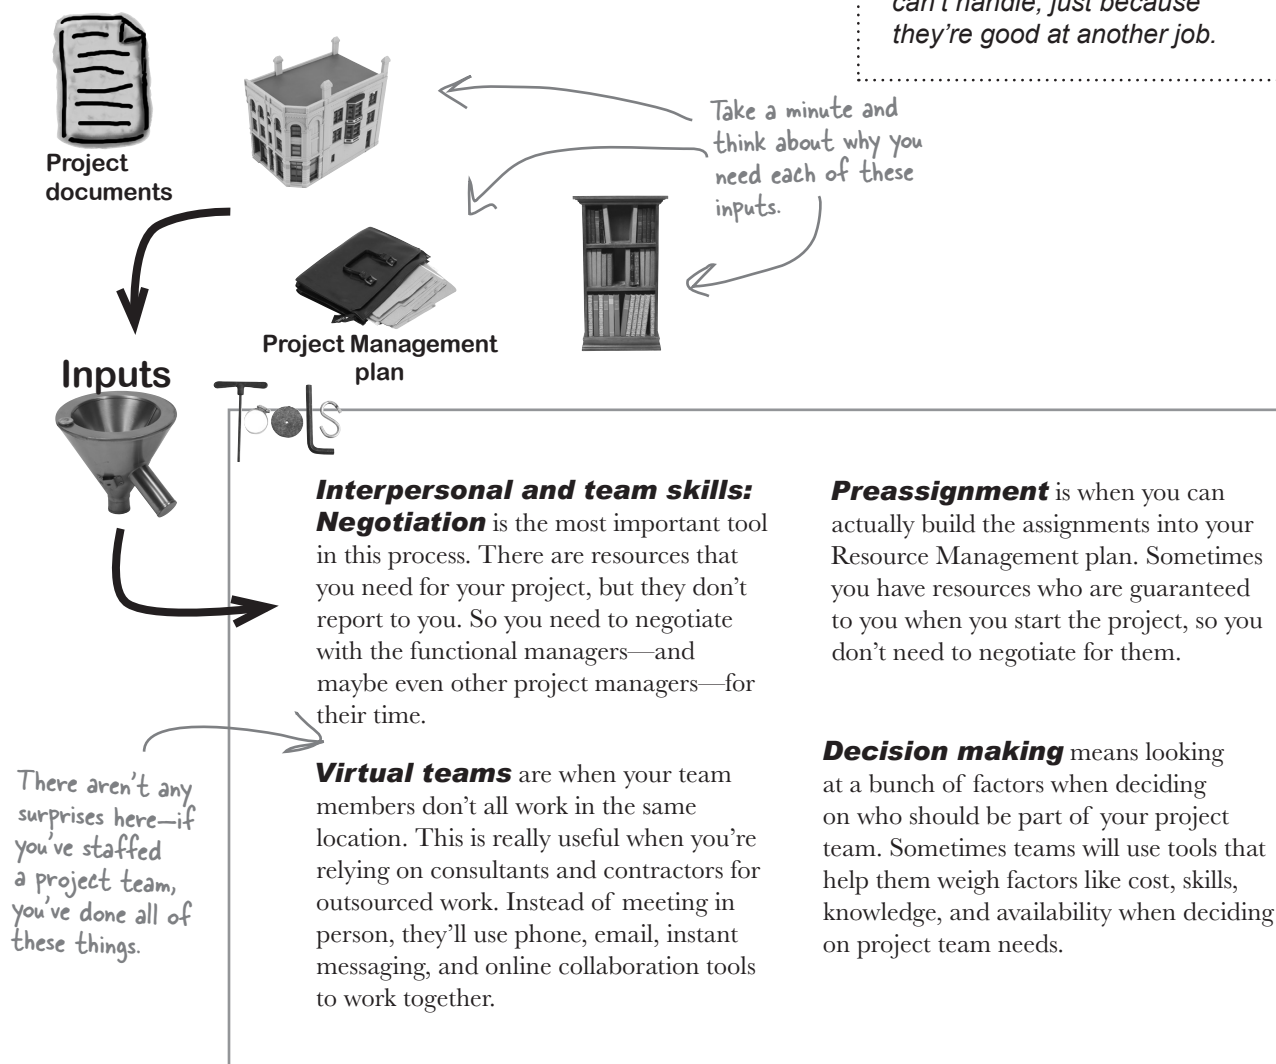 can't handle, just because
they're good at another job.
Project
documents
Take a minute and
think about why you
need each of these
inputs.
Project Management
plan
Inputs
Tools
Interpersonal and team skills:
Negotiation is the most important tool
in this process. There are resources that
you need for your project, but they don't
report to you. So you need to negotiate
with the functional managers—and
maybe even other project managers—for
their time.
Preassignment is when you can
actually build the assignments into your
Resource Management plan. Sometimes
you have resources who are guaranteed
to you when you start the project, so you
don't need to negotiate for them.
There aren't any
surprises here—if
you've staffed
a project team,
you've done all of
these things.
Virtual teams are when your team
members don't all work in the same
location. This is really useful when you're
relying on consultants and contractors for
outsourced work. Instead of meeting in
person, they'll use phone, email, instant
messaging, and online collaboration tools
to work together.
Decision making means looking
at a bunch of factors when deciding
on who should be part of your project
team. Sometimes teams will use tools that
help them weigh factors like cost, skills,
knowledge, and availability when deciding
on project team needs.